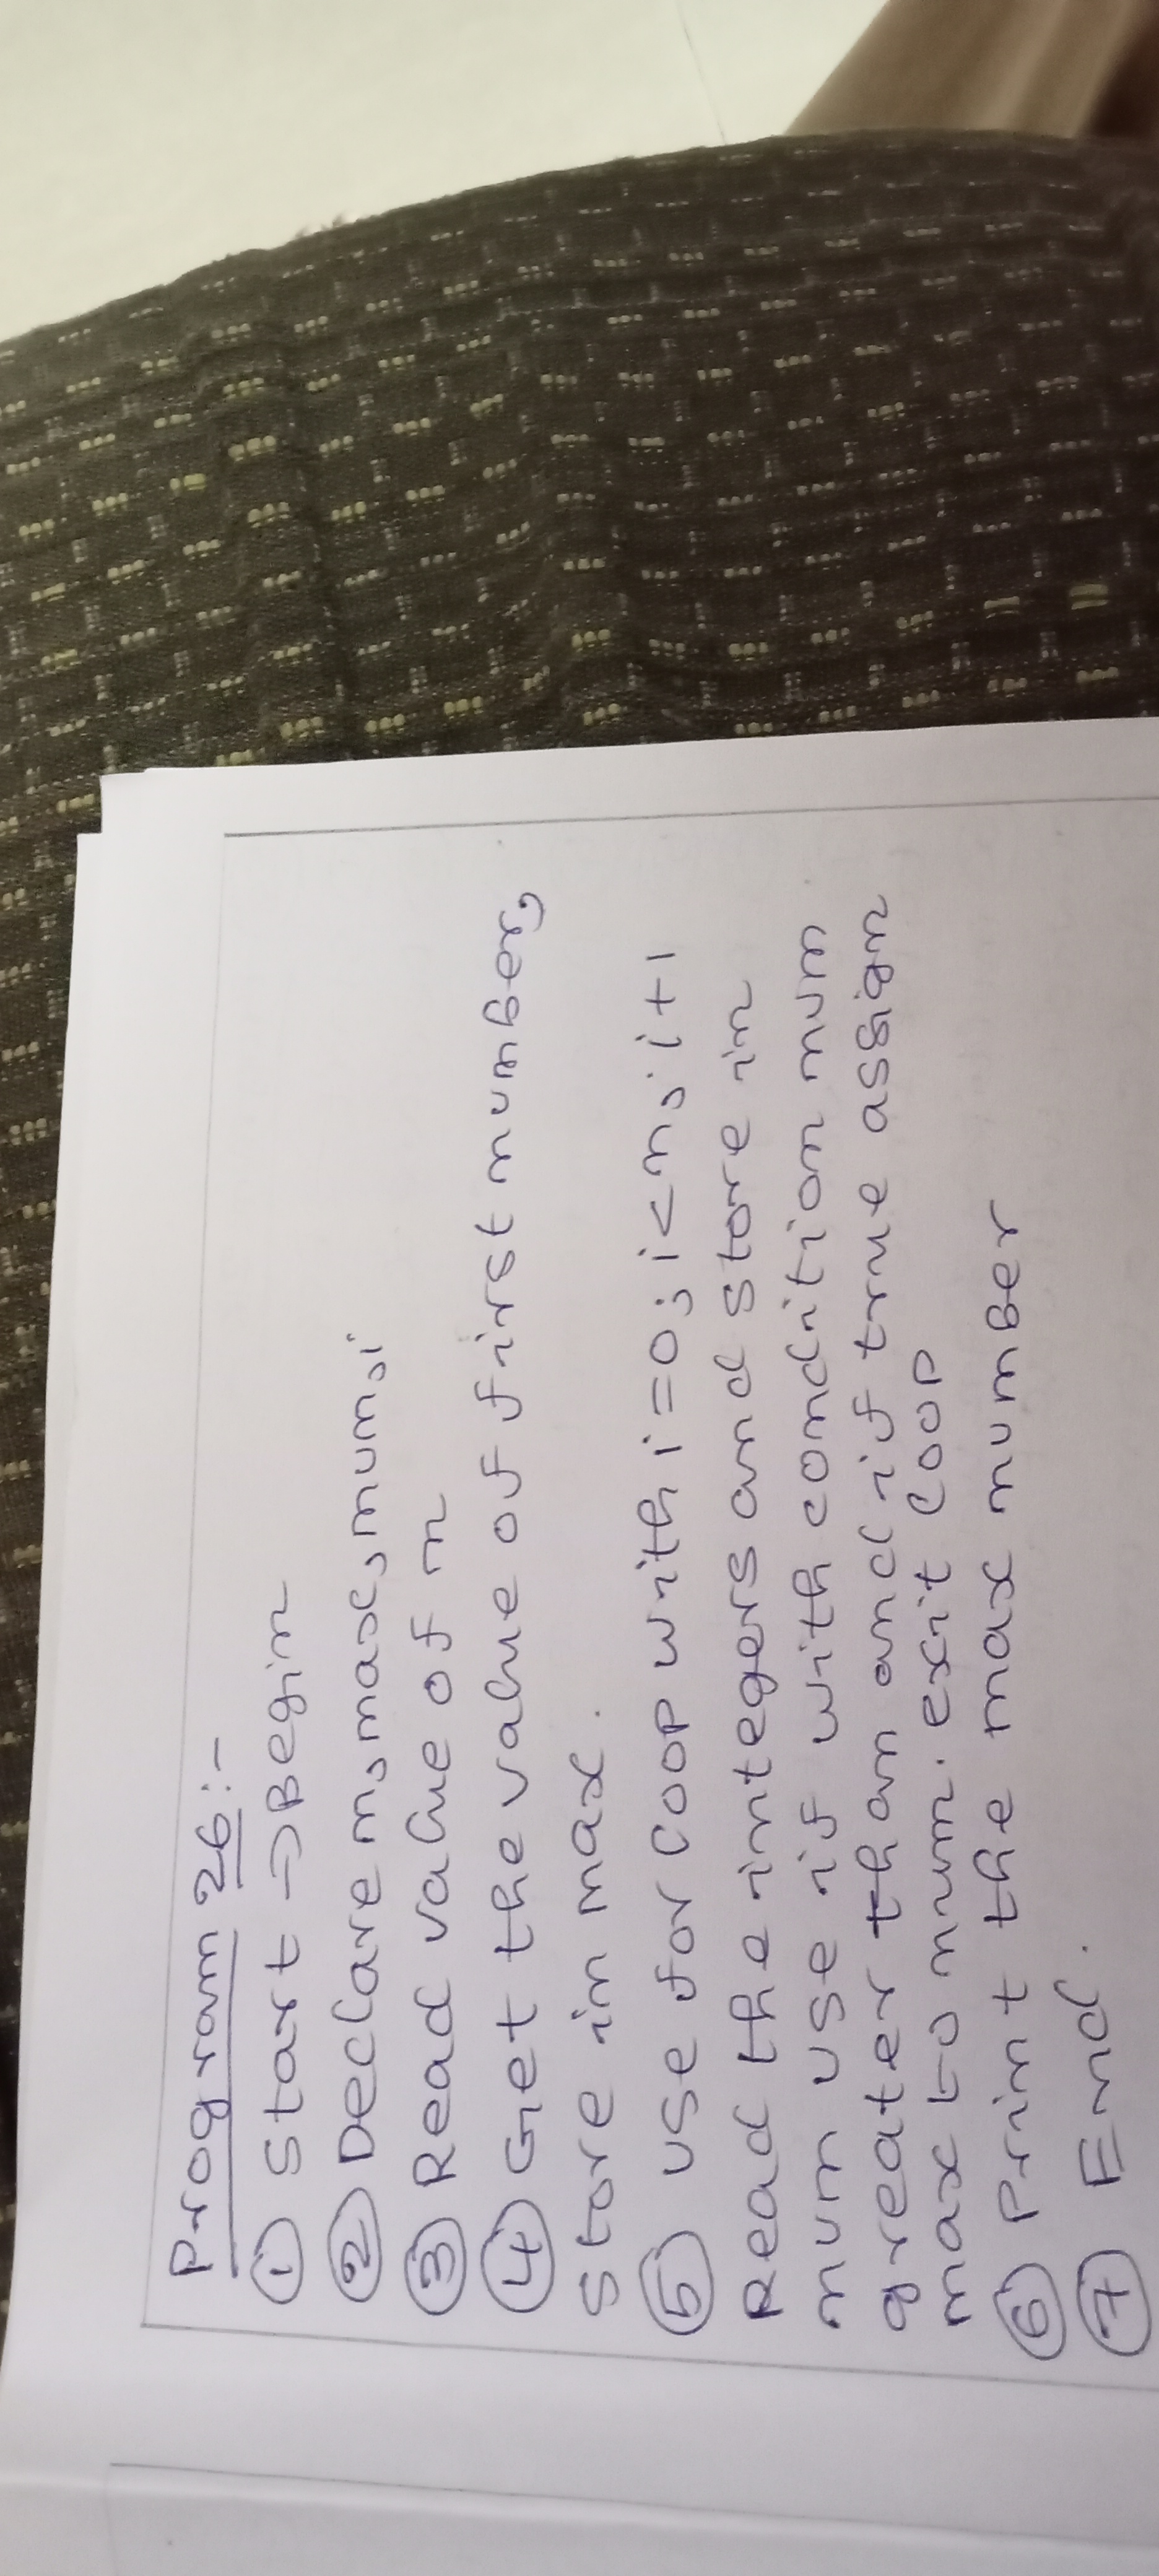 Program 26:-
① Start → Begin
② Declare n, max, num, i
③ Read value of n
④ Get the value of first number,
store in max.
⑤ use for loop with i=0; i<n; i+1
Read the integers and store in
num use if with condition num
greater than and if true assign
max to num. exit loop
⑥ Print the max number
⑦ End.